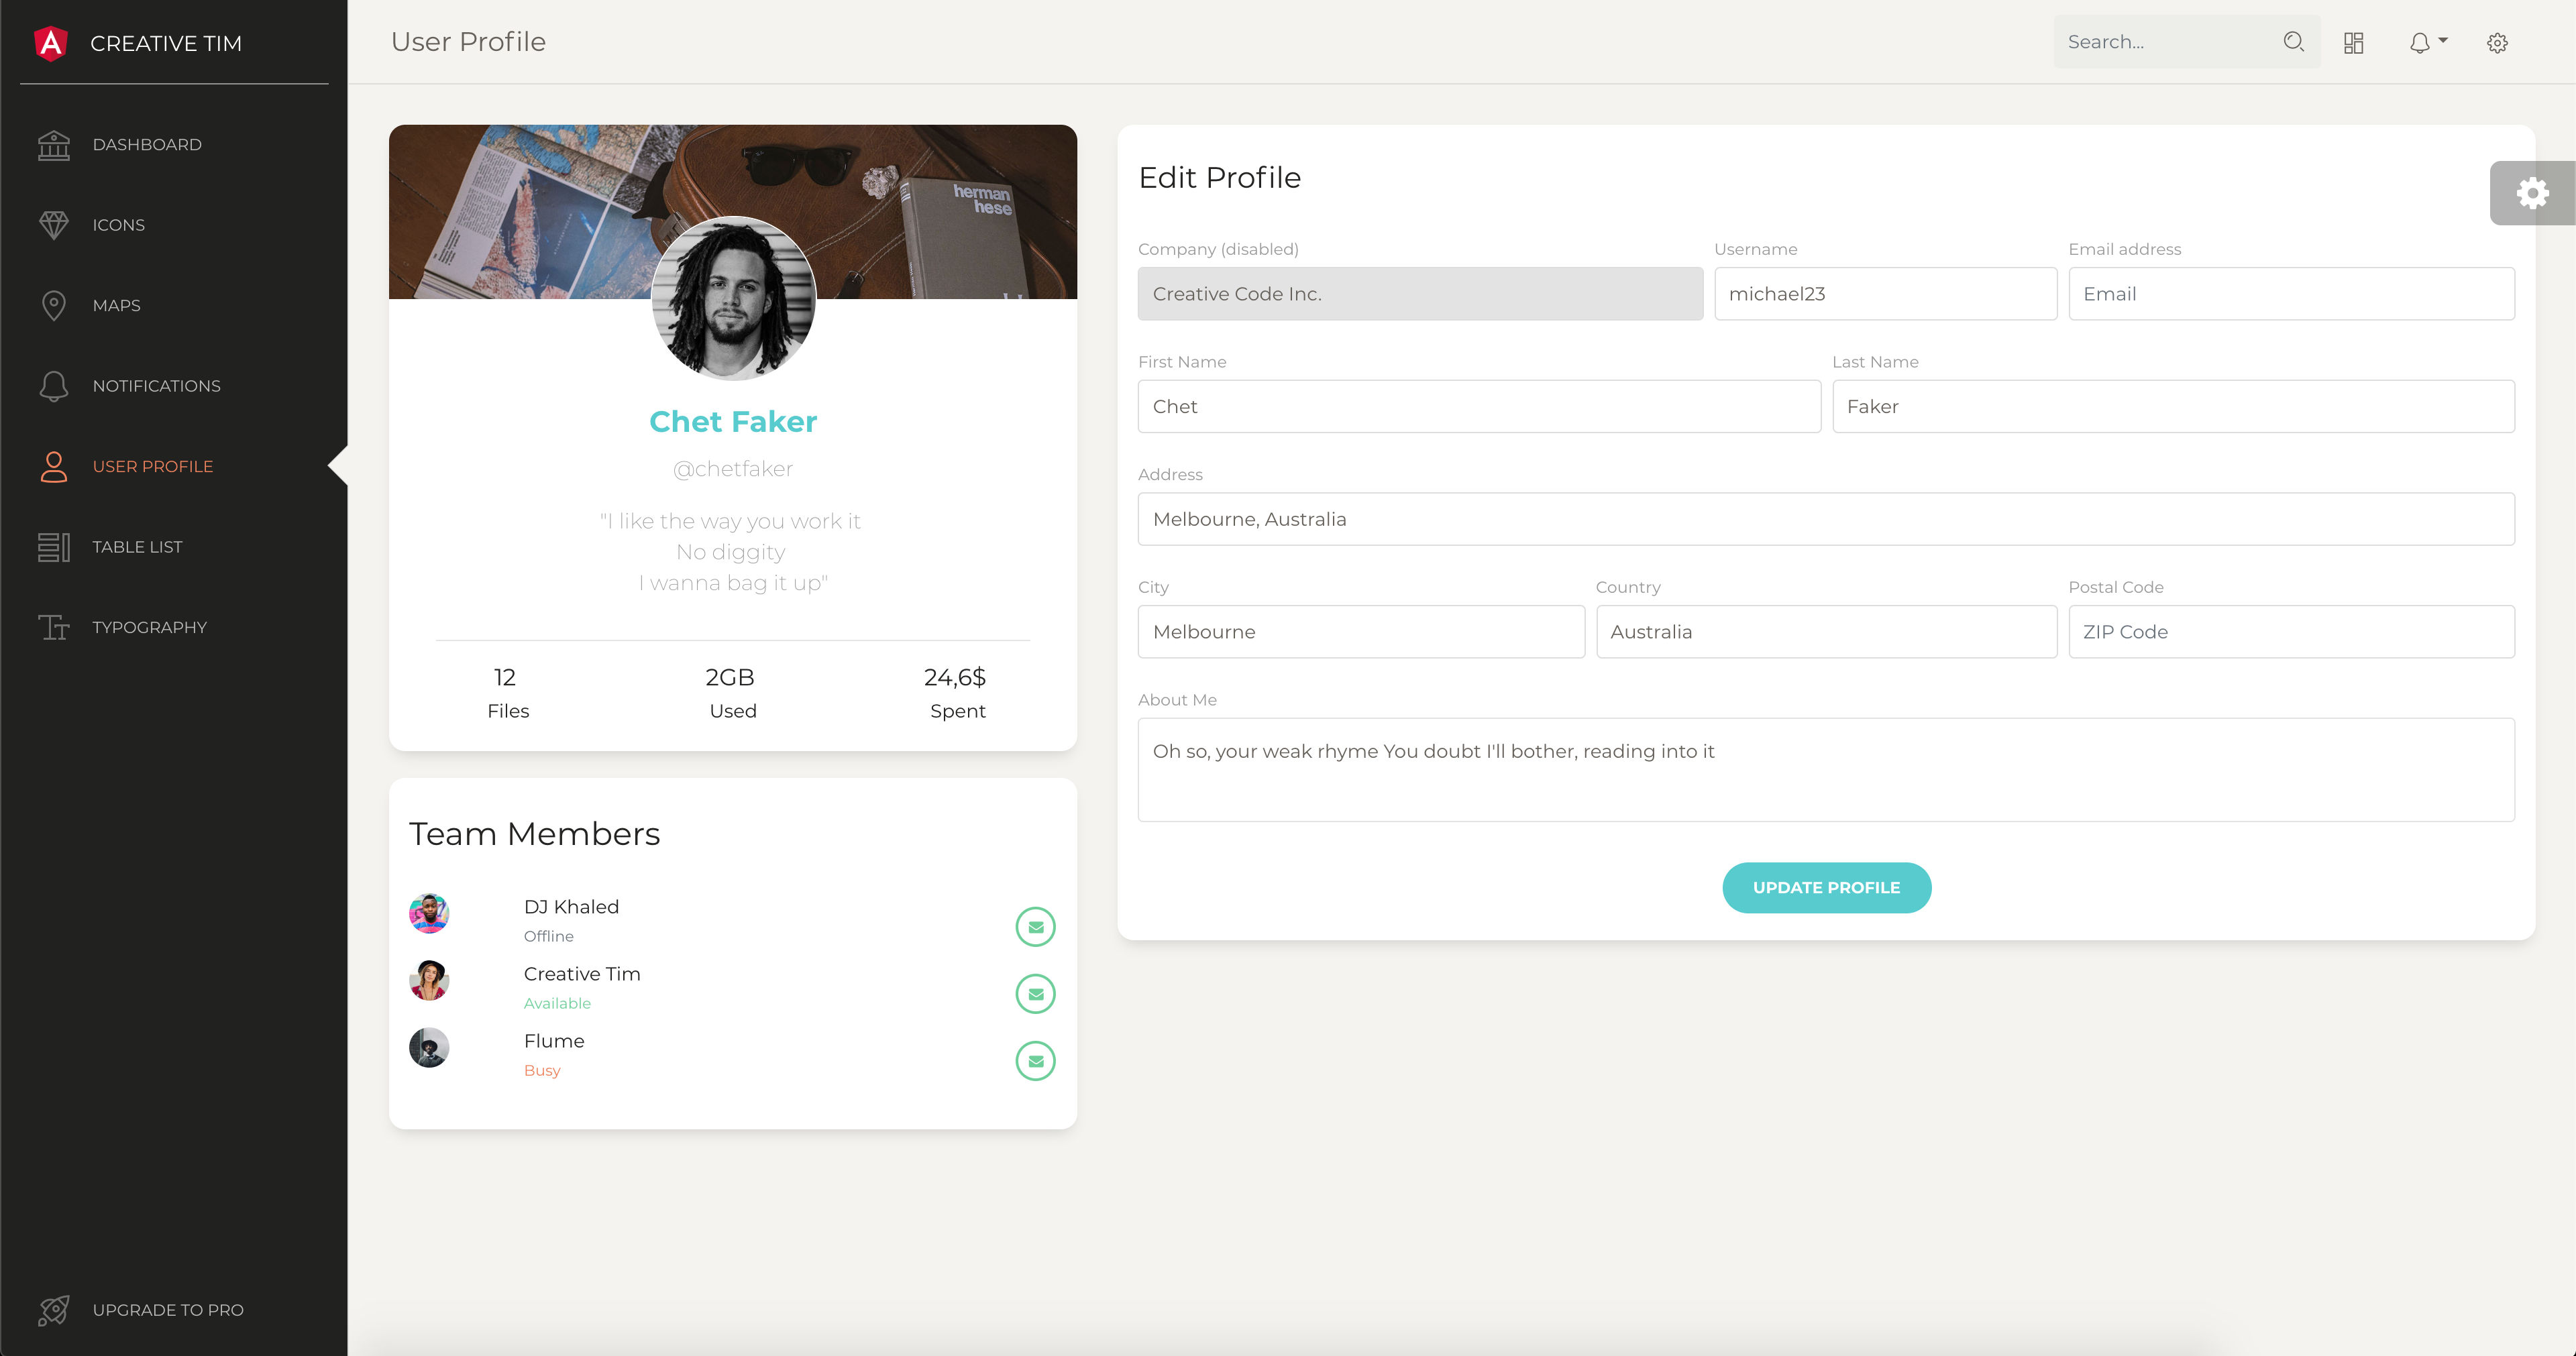 CREATIVE TIM
User Profile
Search...
DASHBOARD
ICONS
MAPS
NOTIFICATIONS
USER PROFILE
TABLE LIST
TYPOGRAPHY
UPGRADE TO PRO
herman
hese
Chet Faker
@chetfaker
"I like the way you work it
No diggity
I wanna bag it up"
12
Files
2GB
Used
24,6$
Spent
Team Members
DJ Khaled
Offline
Creative Tim
Available
Flume
Busy
Edit Profile
Company (disabled)
Creative Code Inc.
Username
michael23
Email address
Email
First Name
Chet
Last Name
Faker
Address
Melbourne, Australia
City
Melbourne
Country
Australia
Postal Code
ZIP Code
About Me
Oh so, your weak rhyme You doubt I'll bother, reading into it
UPDATE PROFILE